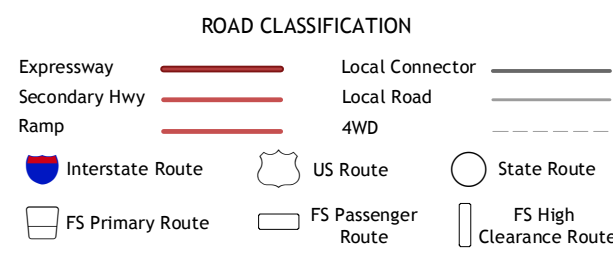 ROAD CLASSIFICATION
Expressway
Local Connector
Secondary Hwy
Local Road
Ramp
4WD
Interstate Route
US Route
State Route
FS Primary Route
FS Passenger
Route
FS High
Clearance Route